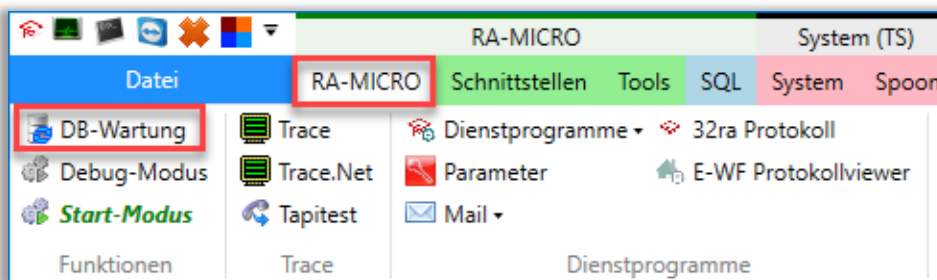 RA-MICRO System (TS)
Datei RA-MICRO Schnittstellen Tools SQL System Spoon
DB-Wartung Trace Dienstprogramme 32ra Protokoll
Debug-Modus Trace.Net Parameter E-WF Protokollviewer
Start-Modus Tapitest Mail
Funktionen Trace Dienstprogramme